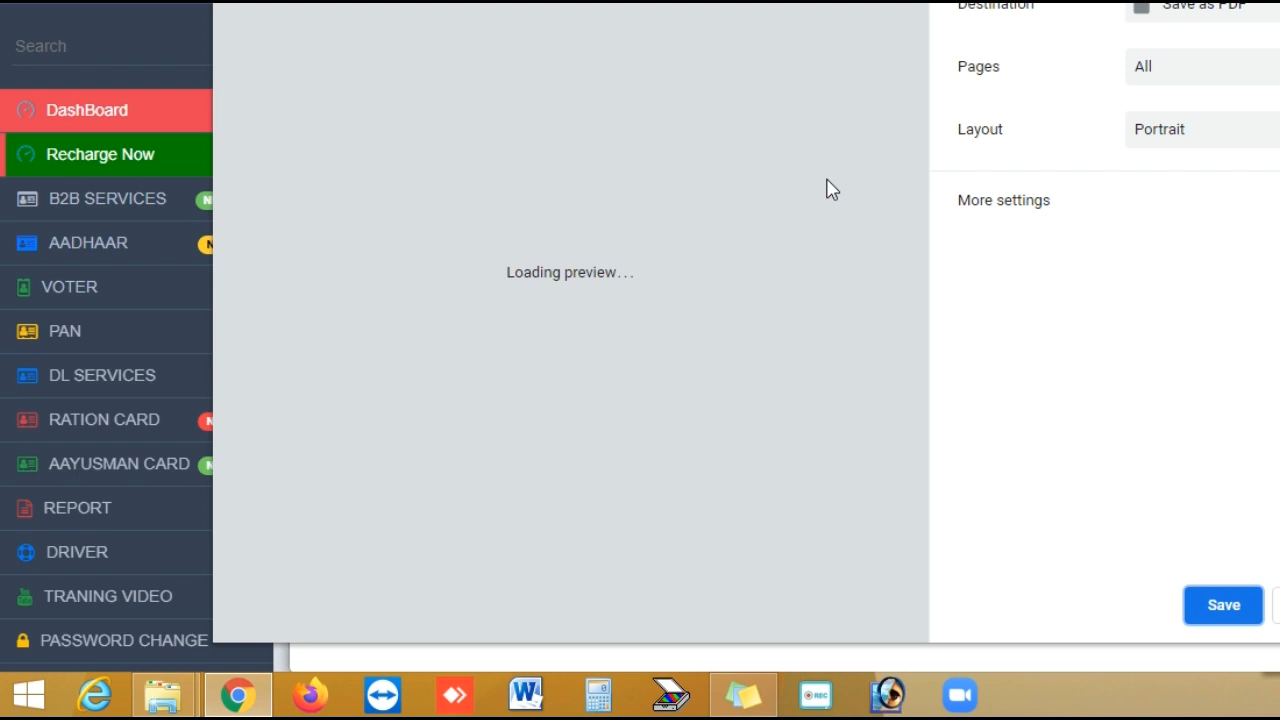 Search
DashBoard
Recharge Now
B2B SERVICES
AADHAAR
VOTER
PAN
DL SERVICES
RATION CARD
AAYUSMAN CARD
REPORT
DRIVER
TRANING VIDEO
PASSWORD CHANGE
Loading preview...
Destination
Save as PDF
Pages
All
Layout
Portrait
More settings
Save
REC